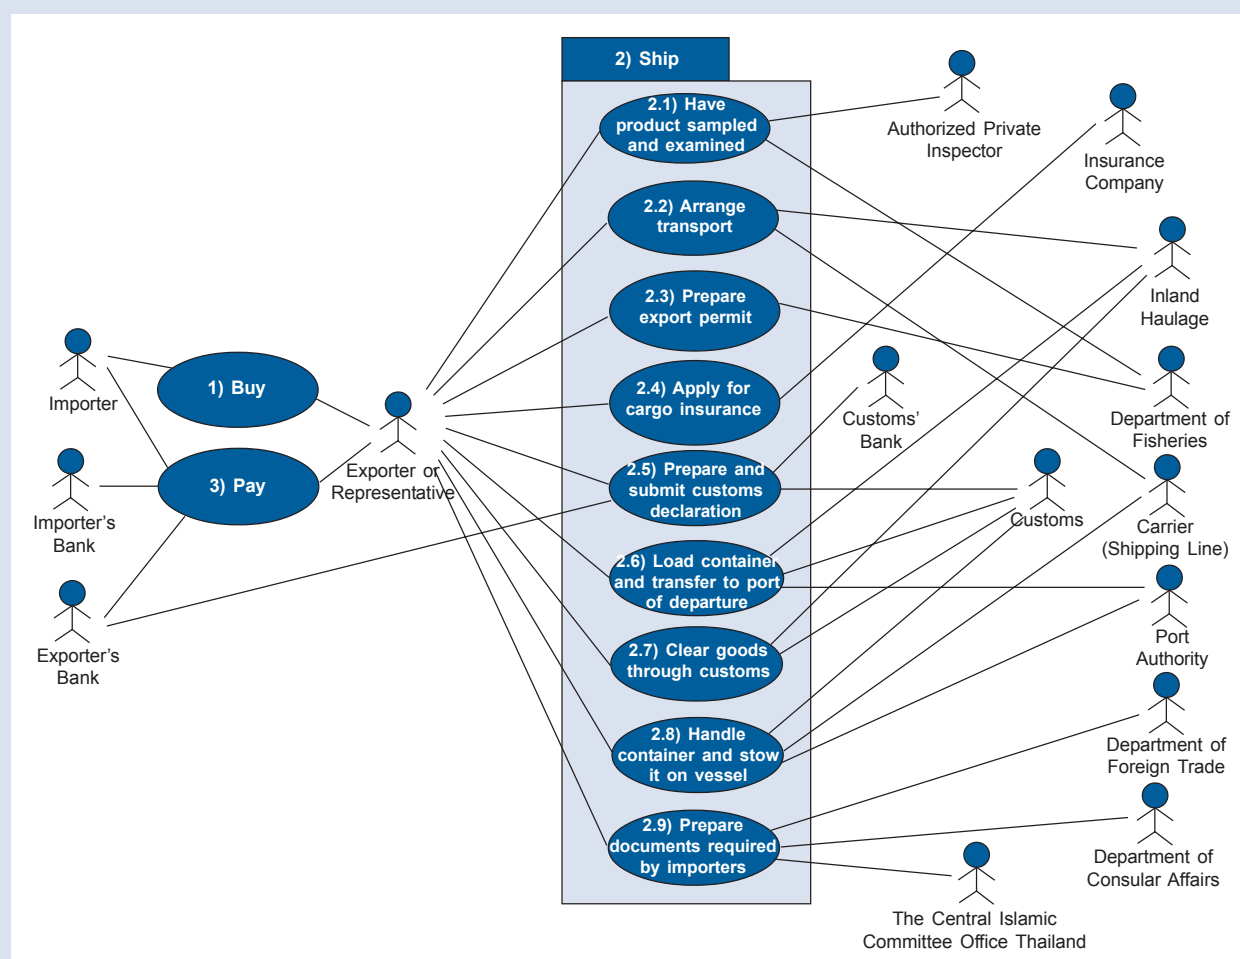 2) Ship
2.1) Have
product sampled
and examined
2.2) Arrange
transport
2.3) Prepare
export permit
2.4) Apply for
cargo insurance
2.5) Prepare and
submit customs
declaration
2.6) Load container
and transfer to port
of departure
2.7) Clear goods
through customs
2.8) Handle
container and stow
it on vessel
2.9) Prepare
documents required
by importers
1) Buy
3) Pay
Importer
Importer's
Bank
Exporter's
Bank
Exporter or
Representative
Authorized Private
Inspector
Insurance
Company
Inland
Haulage
Customs'
Bank
Department of
Fisheries
Customs
Carrier
(Shipping Line)
Port
Authority
Department of
Foreign Trade
Department of
Consular Affairs
The Central Islamic
Committee Office Thailand